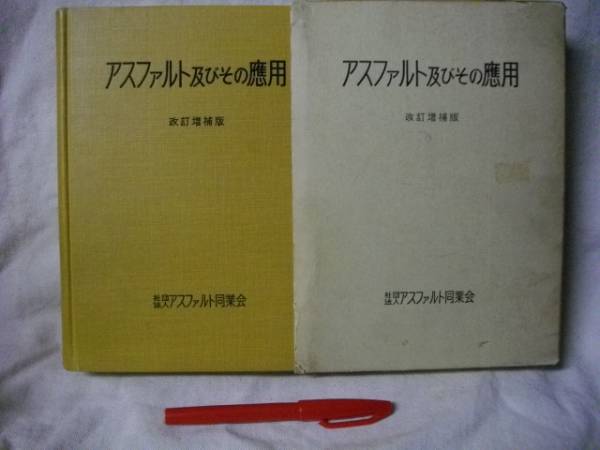 アスファルト及びその應用
改訂増補版
社団法人アスファルト同業会
アスファルト及びその應用
改訂増補版
社団法人アスファルト同業会